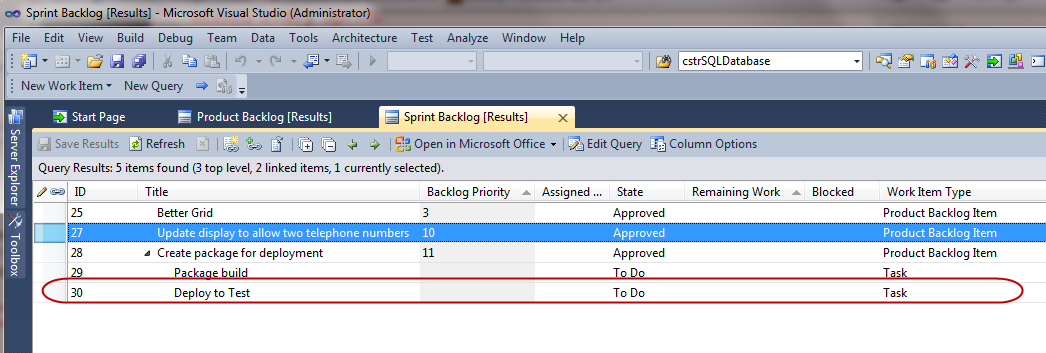 Sprint Backlog [Results] - Microsoft Visual Studio (Administrator)
File Edit View Build Debug Team Data Tools Architecture Test Analyze Window Help
cstrSQLDatabase
New Work Item New Query
Start Page Product Backlog [Results] Sprint Backlog [Results]
Server Explorer
Toolbox
Save Results Refresh Open in Microsoft Office Edit Query Column Options
Query Results: 5 items found (3 top level, 2 linked items, 1 currently selected).
ID Title Backlog Priority Assigned ... State Remaining Work Blocked Work Item Type
25 Better Grid 3 Approved Product Backlog Item
27 Update display to allow two telephone numbers 10 Approved Product Backlog Item
28 Create package for deployment 11 Approved Product Backlog Item
29 Package build To Do Task
30 Deploy to Test To Do Task